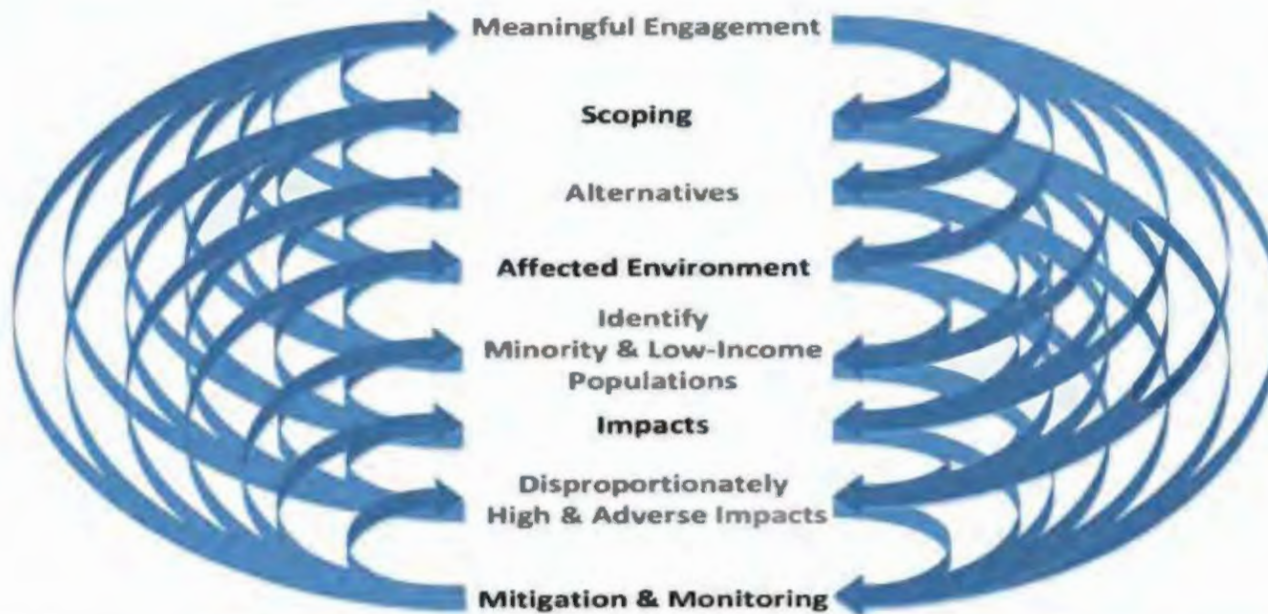 Meaningful Engagement
Scoping
Alternatives
Affected Environment
Identify
Minority & Low-Income
Populations
Impacts
Disproportionately
High & Adverse Impacts
Mitigation & Monitoring